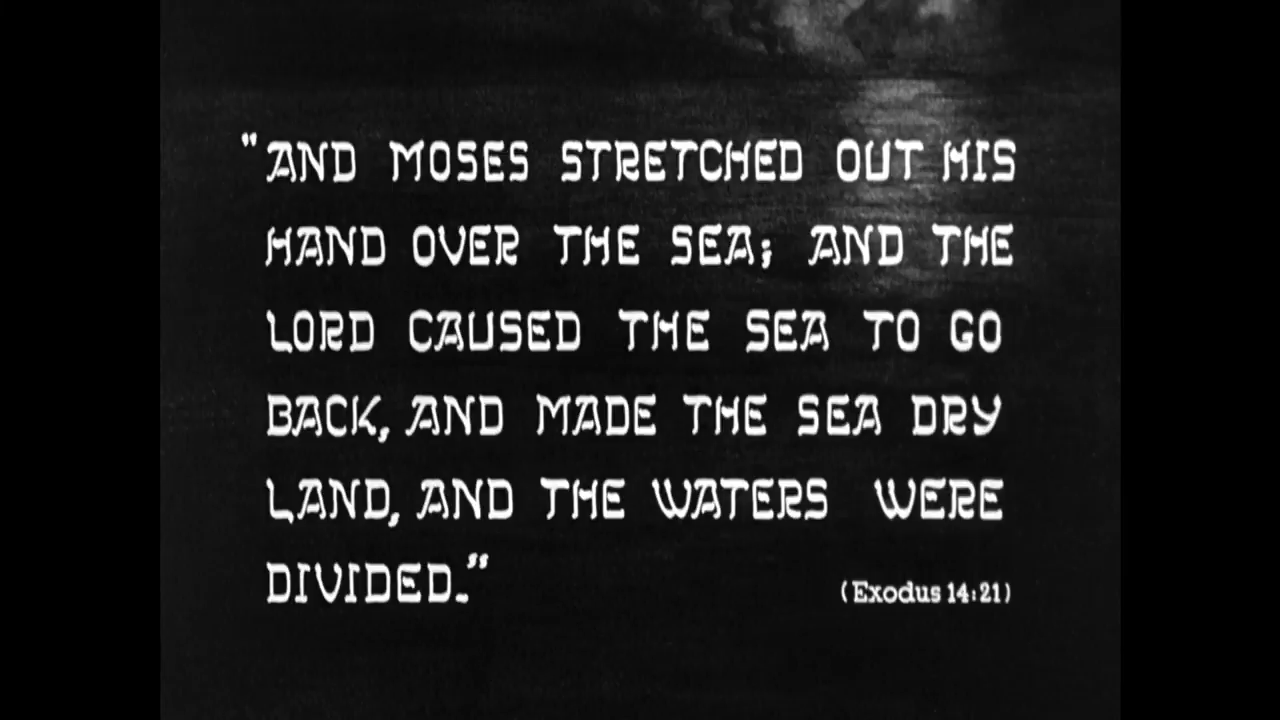 "AND MOSES STRETCHED OUT HIS
HAND OVER THE SEA; AND THE
LORD CAUSED THE SEA TO GO
BACK, AND MADE THE SEA DRY
LAND, AND THE WATERS WERE
DIVIDED."
(Exodus 14:21)